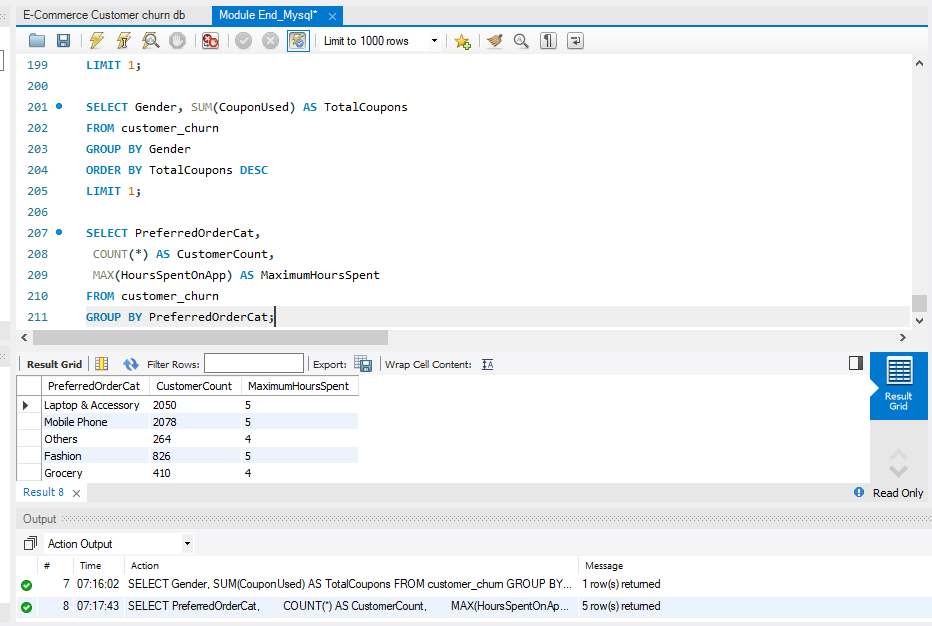 E-Commerce Customer churn db
Module End_Mysql*
Limit to 1000 rows
199 LIMIT 1;
200
201 SELECT Gender, SUM(CouponUsed) AS TotalCoupons
202 FROM customer_churn
203 GROUP BY Gender
204 ORDER BY TotalCoupons DESC
205 LIMIT 1;
206
207 SELECT PreferredOrderCat,
208 COUNT(*) AS CustomerCount,
209 MAX(HoursSpentOnApp) AS MaximumHoursSpent
210 FROM customer_churn
211 GROUP BY PreferredOrderCat;
Result Grid Filter Rows: Export: Wrap Cell Content:
PreferredOrderCat CustomerCount MaximumHoursSpent
Laptop & Accessory 2050 5
Mobile Phone 2078 5
Others 264 4
Fashion 826 5
Grocery 410 4
Result
Grid
Result 8
Read Only
Output
Action Output
# Time Action Message
7 07:16:02 SELECT Gender, SUM(CouponUsed) AS TotalCoupons FROM customer_churn GROUP BY... 1 row(s) returned
8 07:17:43 SELECT PreferredOrderCat, COUNT(*) AS CustomerCount, MAX(HoursSpentOnAp... 5 row(s) returned